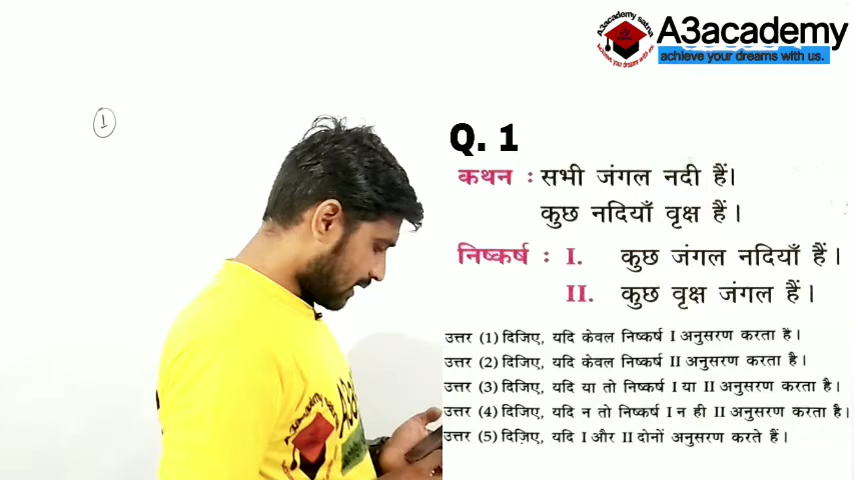 A3academy satna
A3academy
achieve your dreams with us.
1
Q. 1
कथन : सभी जंगल नदी हैं।
कुछ नदियाँ वृक्ष हैं।
निष्कर्ष : I. कुछ जंगल नदियाँ हैं।
II. कुछ वृक्ष जंगल हैं।
उत्तर (1) दिजिए, यदि केवल निष्कर्ष I अनुसरण करता है।
उत्तर (2) दिजिए, यदि केवल निष्कर्ष II अनुसरण करता है।
उत्तर (3) दिजिए, यदि या तो निष्कर्ष I या II अनुसरण करता है।
उत्तर (4) दिजिए, यदि न तो निष्कर्ष I न ही II अनुसरण करता है।
उत्तर (5) दिज़िए, यदि I और II दोनों अनुसरण करते हैं।